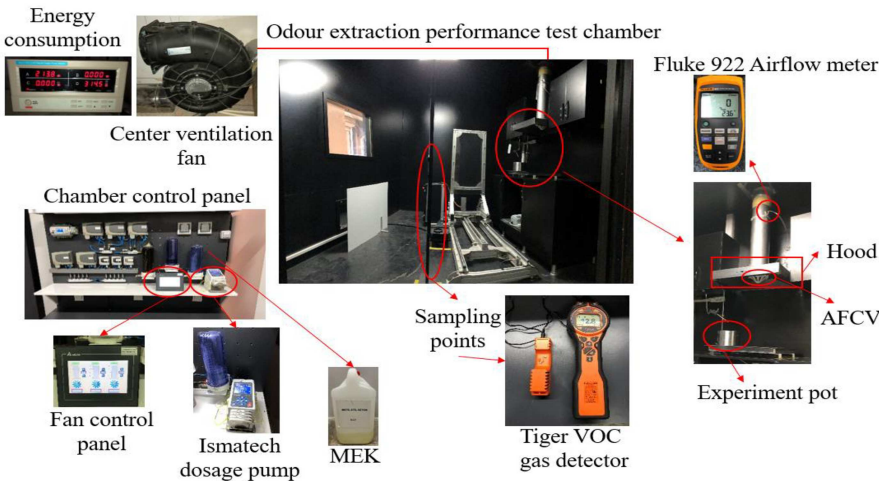 Energy
consumption
Odour extraction performance test chamber
Fluke 922 Airflow meter
Center ventilation
fan
Chamber control panel
Hood
AFCV
Sampling
points
Experiment pot
Fan control
panel
Ismatech
dosage pump
MEK
Tiger VOC
gas detector